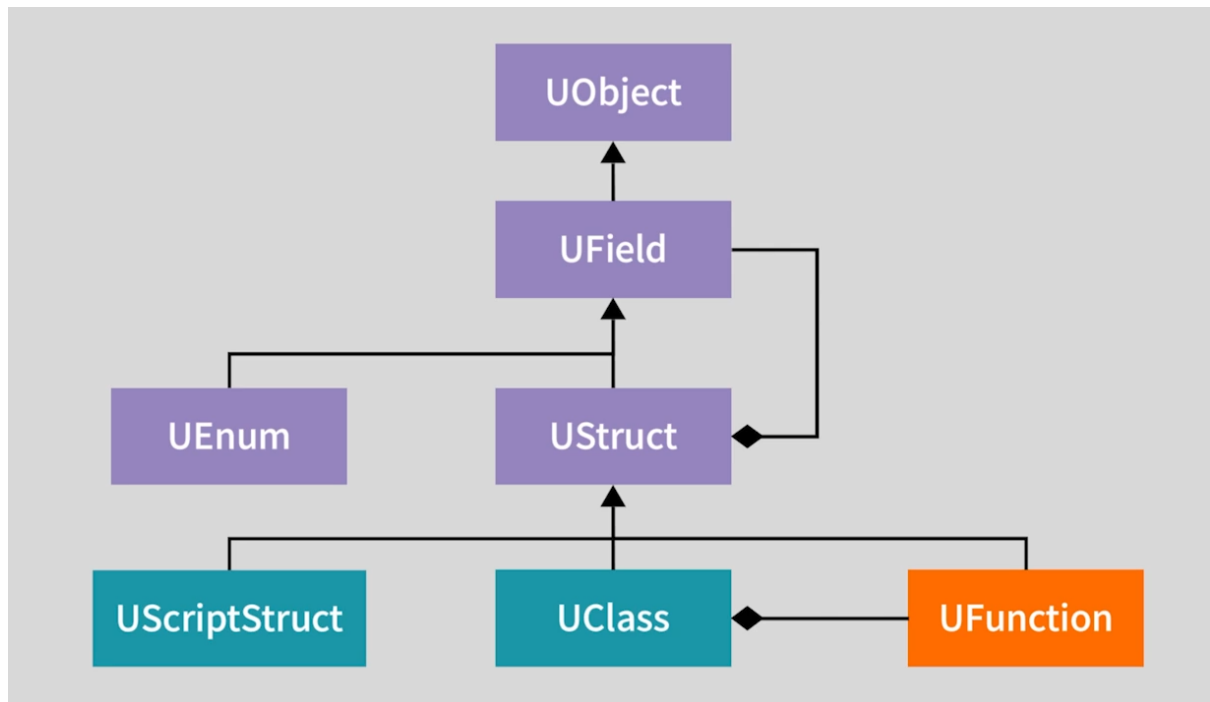 UObject
UField
UEnum
UStruct
UScriptStruct
UClass
UFunction